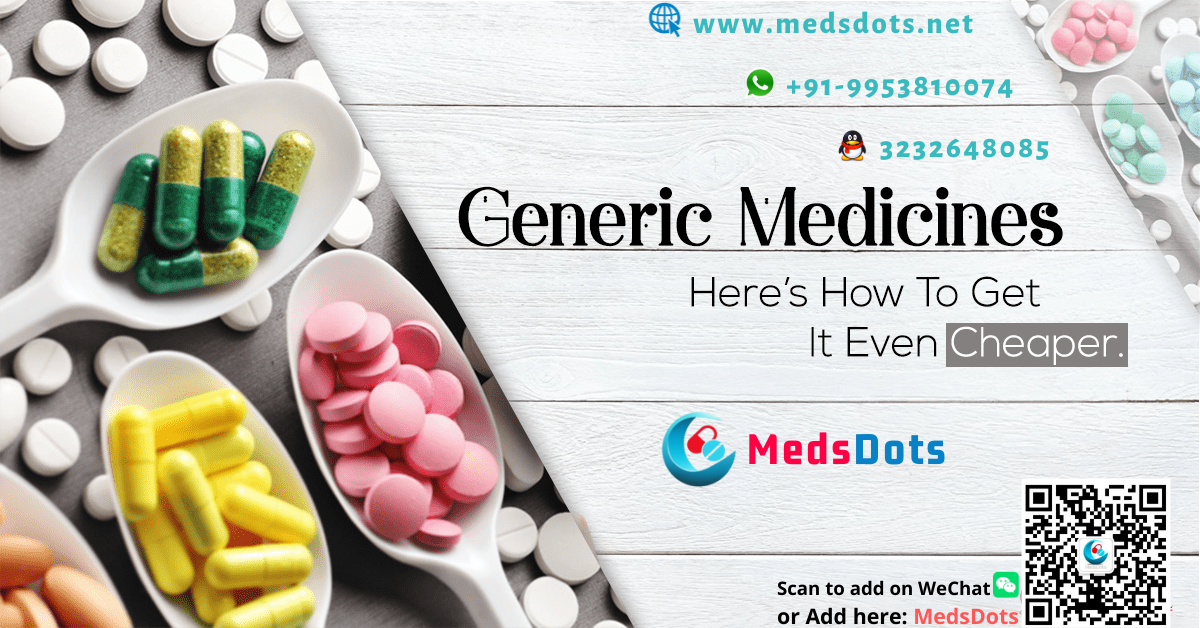 www.medsdots.net
+91-9953810074
3232648085
Generic Medicines
Here's How To Get
It Even Cheaper.
MedsDots
Scan to add on WeChat
or Add here: MedsDots